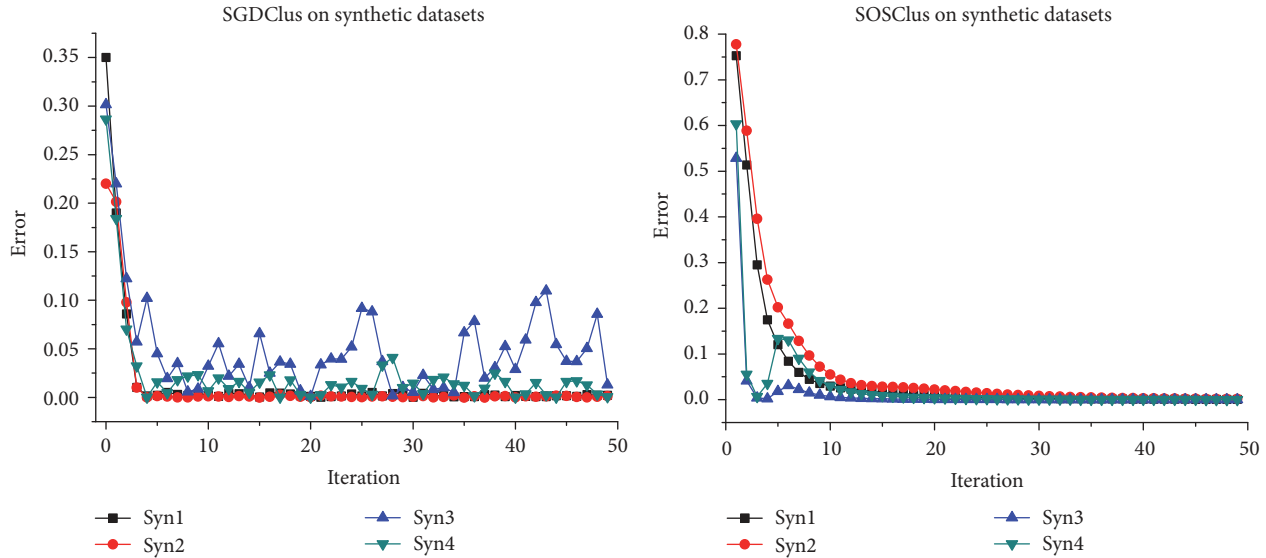 SGDClus on synthetic datasets
0.35
0.30
0.25
0.20
0.15
0.10
0.05
0.00
Error
0
10
20
30
40
50
Iteration
Syn1
Syn2
Syn3
Syn4
SOSClus on synthetic datasets
0.8
0.7
0.6
0.5
0.4
0.3
0.2
0.1
0.0
Error
0
10
20
30
40
50
Iteration
Syn1
Syn2
Syn3
Syn4